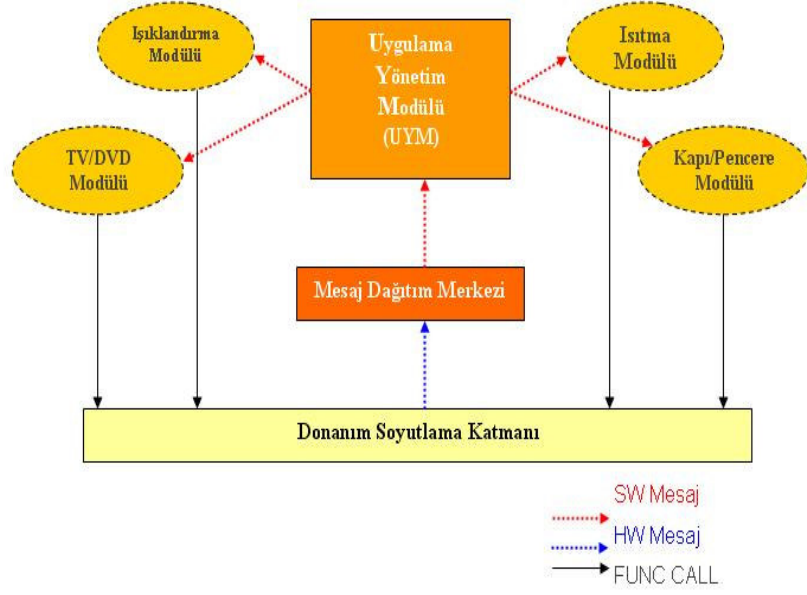 Işıklandırma
Modülü
Uygulama
Yönetim
Modülü
(UYM)
Isıtma
Modülü
TV/DVD
Modülü
Kapı/Pencere
Modülü
Mesaj Dağıtım Merkezi
Donanım Soyutlama Katmanı
SW Mesaj
HW Mesaj
FUNC CALL